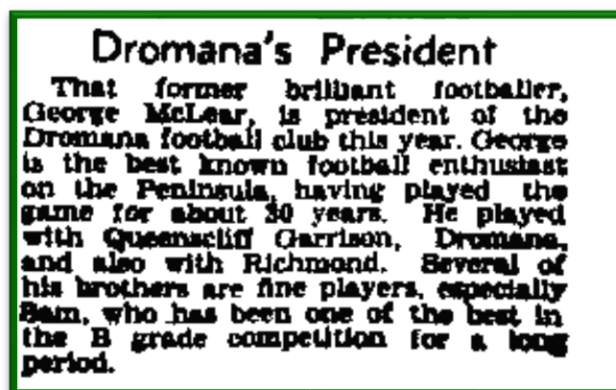 Dromana's President
That former brilliant footballer,
George McLear, is president of the
Dromana football club this year. George
is the best known football enthusiast
on the Peninsula, having played the
game for about 30 years. He played
with Queenscliff Garrison, Dromana,
and also with Richmond. Several of
his brothers are fine players, especially
Sam, who has been one of the best in
the B grade competition for a long
period.